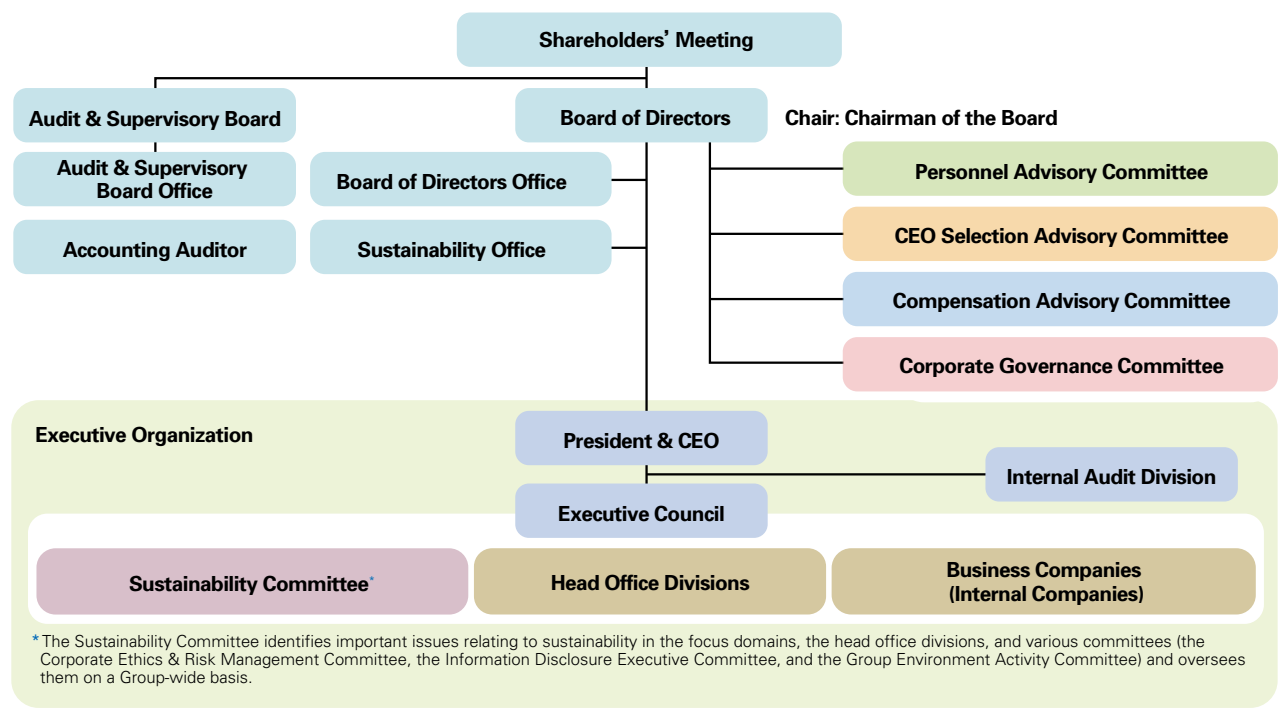 Shareholders’ Meeting
Audit & Supervisory Board
Board of Directors
Chair: Chairman of the Board
Audit & Supervisory
Board Office
Board of Directors Office
Personnel Advisory Committee
Accounting Auditor
Sustainability Office
CEO Selection Advisory Committee
Compensation Advisory Committee
Corporate Governance Committee
Executive Organization
President & CEO
Internal Audit Division
Executive Council
Sustainability Committee*
Head Office Divisions
Business Companies
(Internal Companies)
* The Sustainability Committee identifies important issues relating to sustainability in the focus domains, the head office divisions, and various committees (the
Corporate Ethics & Risk Management Committee, the Information Disclosure Executive Committee, and the Group Environment Activity Committee) and oversees
them on a Group-wide basis.